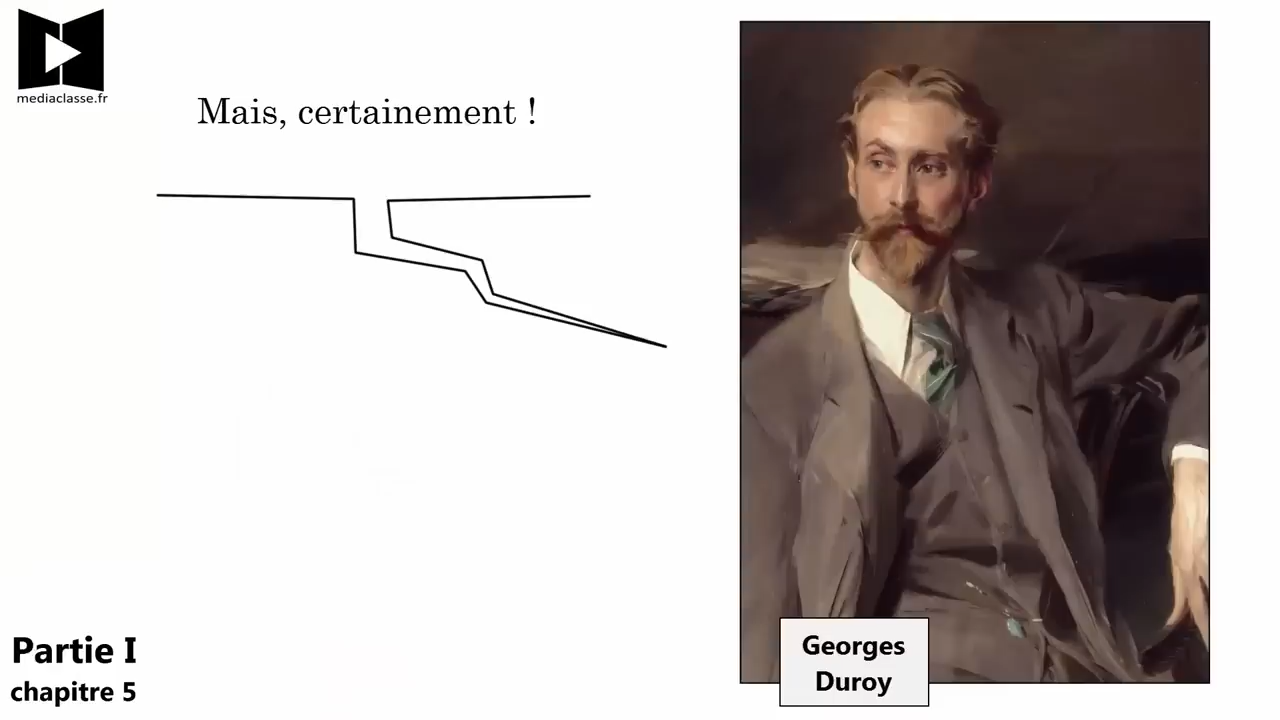 mediaclasse.fr
Mais, certainement !
Partie I
chapitre 5
Georges
Duroy